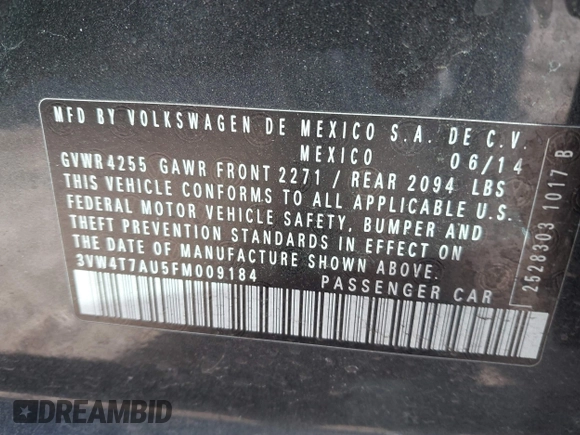 MFD BY VOLKSWAGEN DE MEXICO S.A. DE C.V.
MEXICO 06/14
GVWR 4255 GAWR FRONT 2271 / REAR 2094 LBS
THIS VEHICLE CONFORMS TO ALL APPLICABLE U.S.
FEDERAL MOTOR VEHICLE SAFETY, BUMPER AND
THEFT PREVENTION STANDARDS IN EFFECT ON
THE DATE OF MANUFACTURE SHOWN ABOVE.
3VW4T7AU5FM009184
PASSENGER CAR
2528303 1017 B
DREAMBID